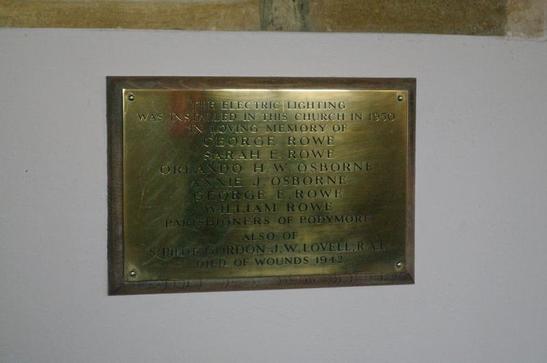 THE ELECTRIC LIGHTING
WAS INSTALLED IN THIS CHURCH IN 1950
IN LOVING MEMORY OF
GEORGE ROWE
SARAH E. ROWE
ORLANDO H.W. OSBORNE
ANNIE J. OSBORNE
GEORGE E. ROWE
WILLIAM ROWE
PARISHIONERS OF PODYMORE
ALSO OF
S/PILOT GORDON J.W. LOVELL, R.A.F.
DIED OF WOUNDS 1942